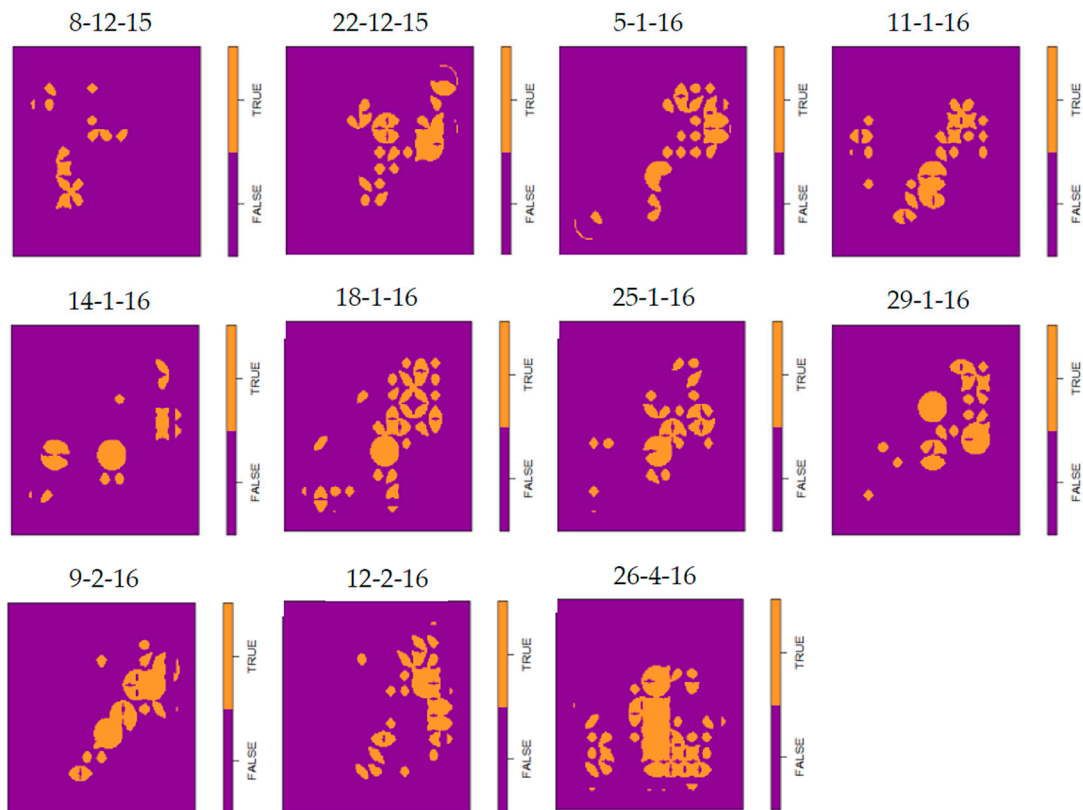 8-12-15 22-12-15 5-1-16 11-1-16
TRUE TRUE TRUE TRUE
FALSE FALSE FALSE FALSE
14-1-16 18-1-16 25-1-16 29-1-16
TRUE TRUE TRUE TRUE
FALSE FALSE FALSE FALSE
9-2-16 12-2-16 26-4-16
TRUE TRUE TRUE
FALSE FALSE FALSE